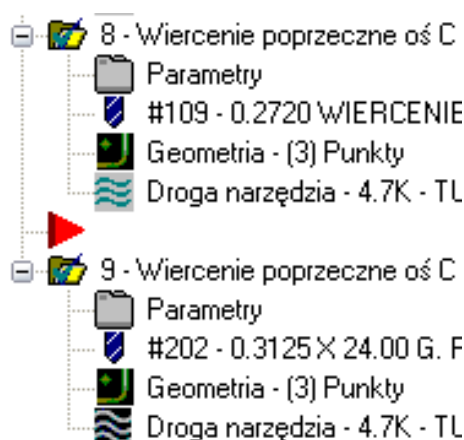 8 - Wiercenie poprzeczne oś C
Parametry
#109 - 0.2720 WIERCENIE
Geometria - (3) Punkty
Droga narzędzia - 4.7K - TL
9 - Wiercenie poprzeczne oś C
Parametry
#202 - 0.3125 X 24.00 G.
Geometria - (3) Punkty
Droga narzędzia - 4.7K - TL